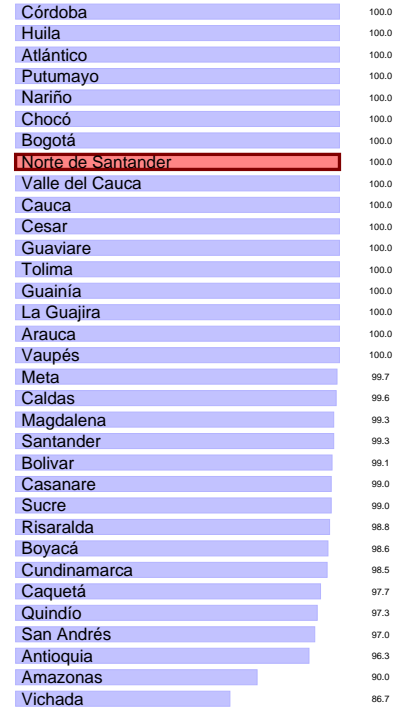 Córdoba 100.0
Huila 100.0
Atlántico 100.0
Putumayo 100.0
Nariño 100.0
Chocó 100.0
Bogotá 100.0
Norte de Santander 100.0
Valle del Cauca 100.0
Cauca 100.0
Cesar 100.0
Guaviare 100.0
Tolima 100.0
Guainía 100.0
La Guajira 100.0
Arauca 100.0
Vaupés 100.0
Meta 99.7
Caldas 99.6
Magdalena 99.3
Santander 99.3
Bolivar 99.1
Casanare 99.0
Sucre 99.0
Risaralda 98.8
Boyacá 98.6
Cundinamarca 98.5
Caquetá 97.7
Quindío 97.3
San Andrés 97.0
Antioquia 96.3
Amazonas 90.0
Vichada 86.7